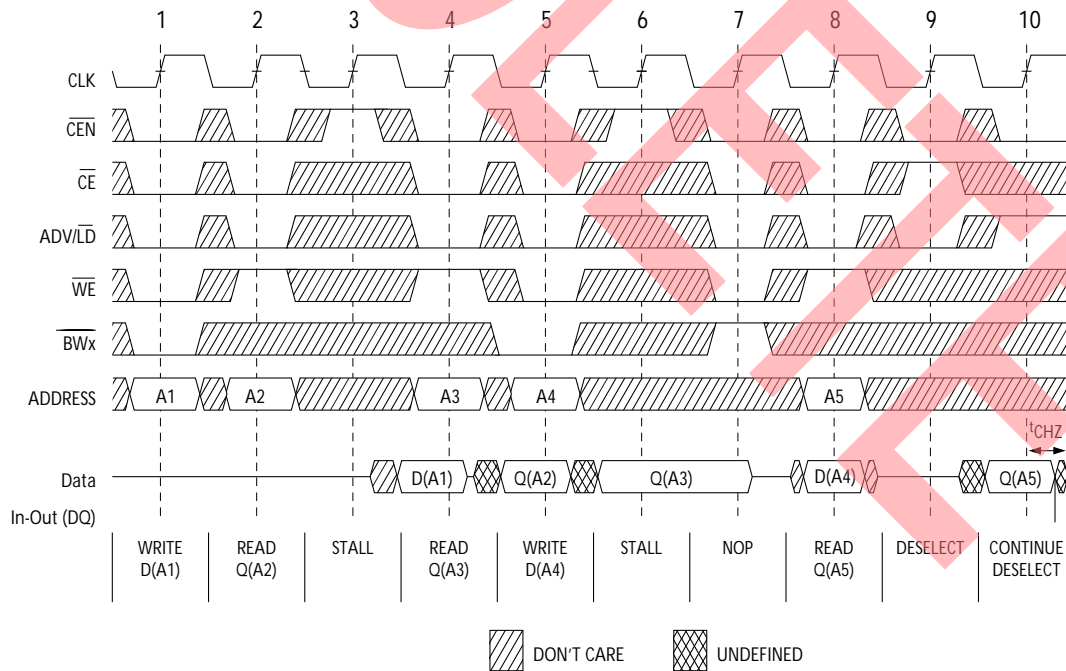 1 2 3 4 5 6 7 8 9 10
CLK
CEN
CE
ADV/LD
WE
BWx
ADDRESS A1 A2 A3 A4 A5
tCHZ
Data D(A1) Q(A2) Q(A3) D(A4) Q(A5)
In-Out (DQ)
WRITE READ STALL READ WRITE STALL NOP READ DESELECT CONTINUE
D(A1) Q(A2) Q(A3) D(A4) Q(A5) DESELECT
DON'T CARE UNDEFINED